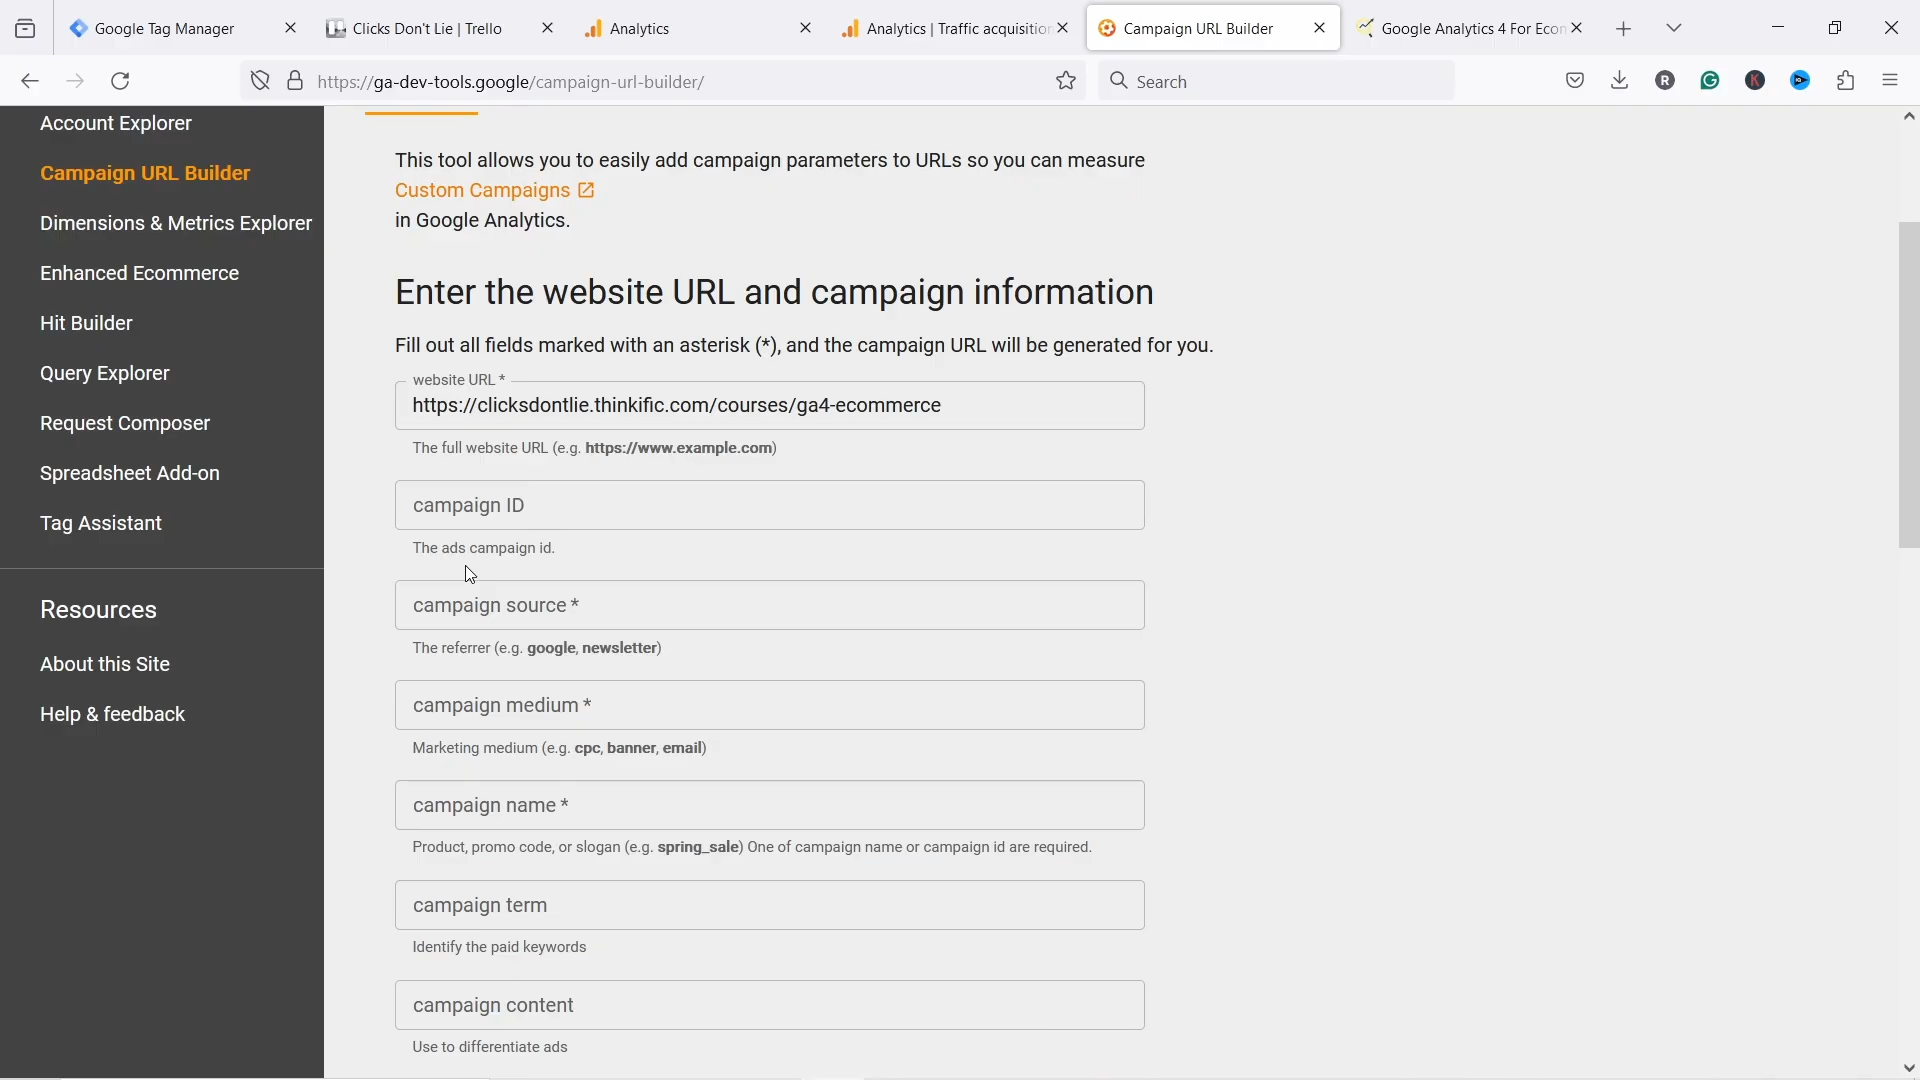 Google Tag Manager
Clicks Don't Lie | Trello
Analytics
Analytics | Traffic acquisition
Campaign URL Builder
Google Analytics 4 For Econ
https://ga-dev-tools.google/campaign-url-builder/
Search
R
G
K
Account Explorer
Campaign URL Builder
Dimensions & Metrics Explorer
Enhanced Ecommerce
Hit Builder
Query Explorer
Request Composer
Spreadsheet Add-on
Tag Assistant
Resources
About this Site
Help & feedback
This tool allows you to easily add campaign parameters to URLs so you can measure
Custom Campaigns
in Google Analytics.
Enter the website URL and campaign information
Fill out all fields marked with an asterisk (*), and the campaign URL will be generated for you.
website URL *
https://clicksdontlie.thinkific.com/courses/ga4-ecommerce
The full website URL (e.g. https://www.example.com)
campaign ID
The ads campaign id.
campaign source *
The referrer (e.g. google, newsletter)
campaign medium *
Marketing medium (e.g. cpc, banner, email)
campaign name *
Product, promo code, or slogan (e.g. spring_sale) One of campaign name or campaign id are required.
campaign term
Identify the paid keywords
campaign content
Use to differentiate ads